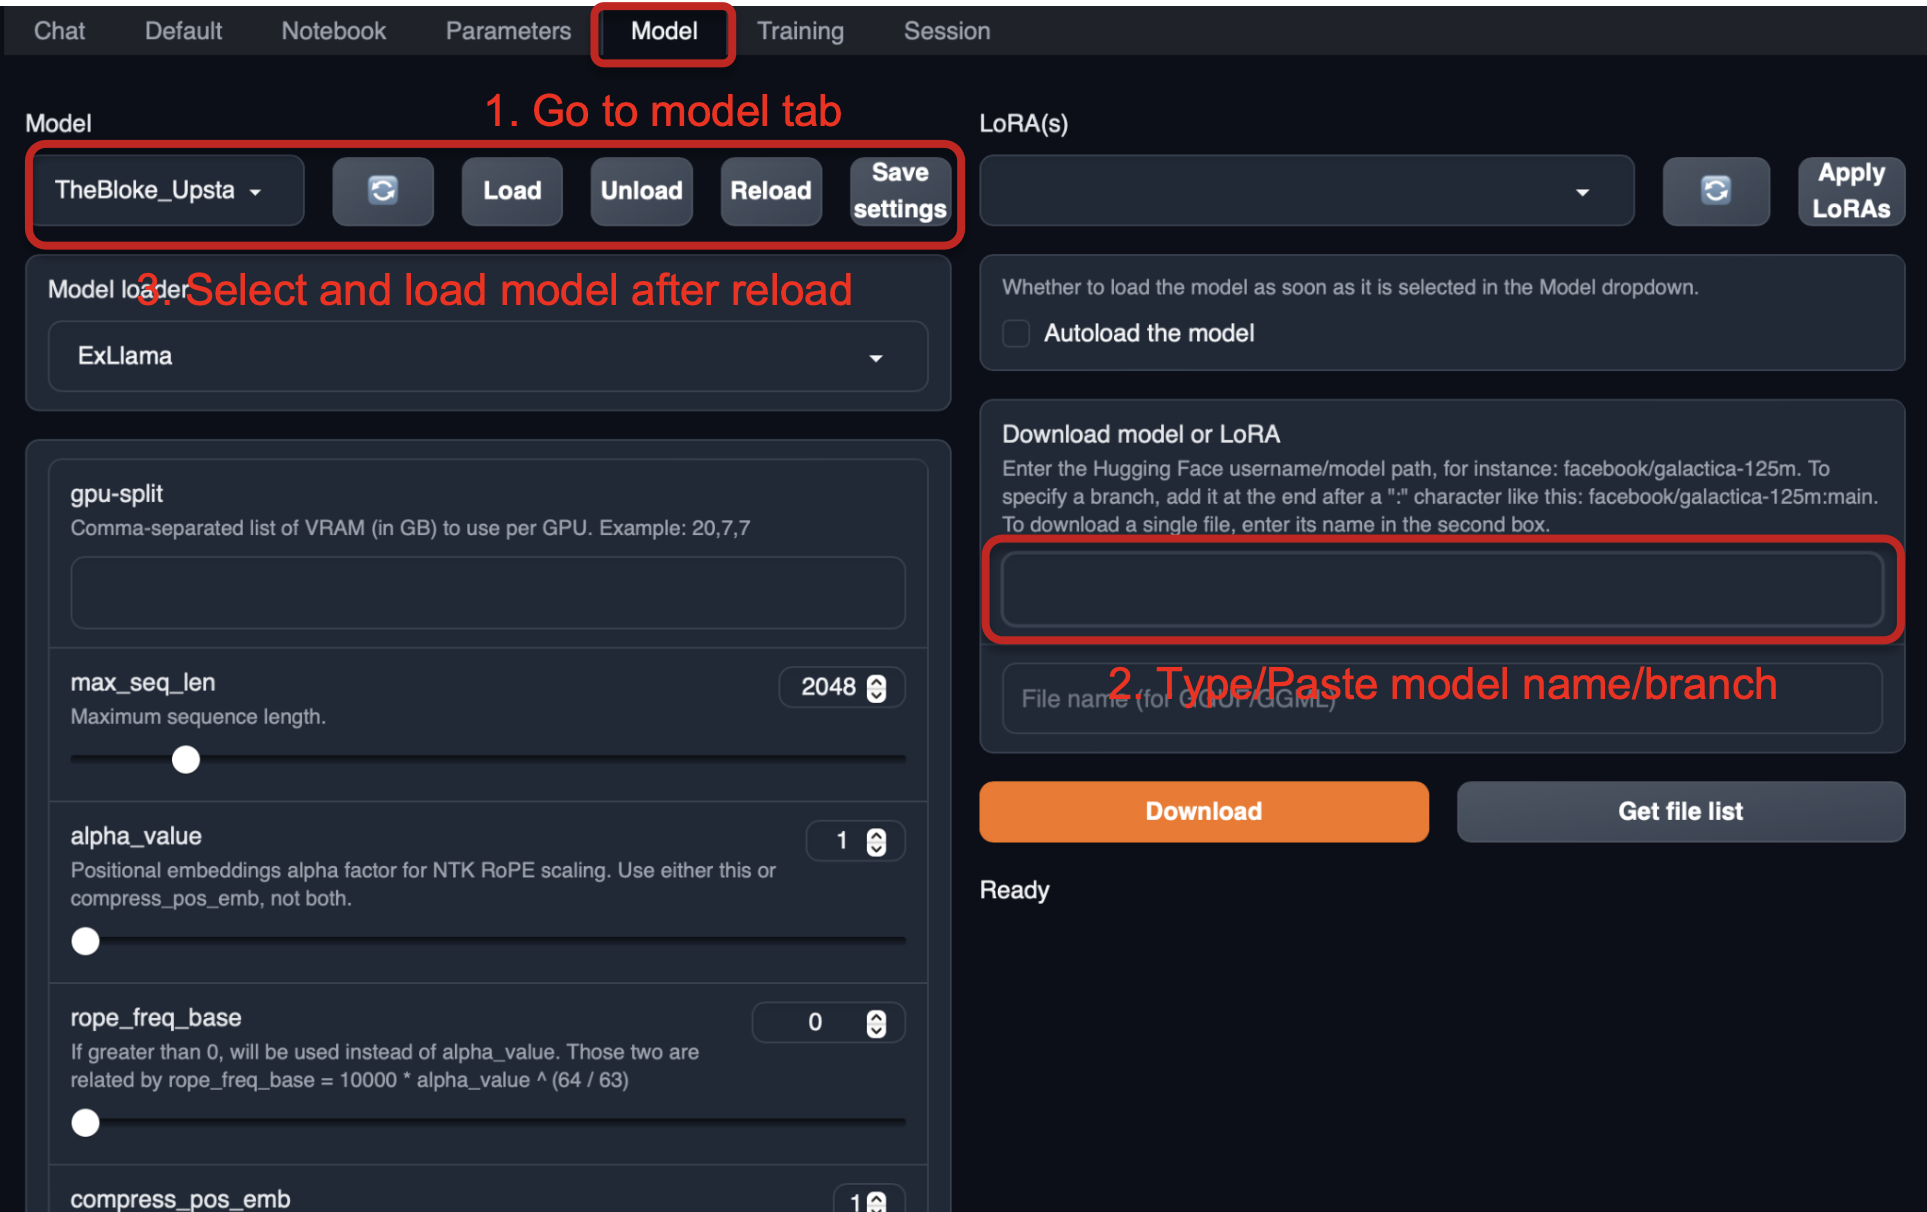 Chat Default Notebook Parameters Model Training Session
1. Go to model tab
Model
TheBloke_Upsta
Load
Unload
Reload
Save
settings
3. Select and load model after reload
Model loader
ExLlama
gpu-split
Comma-separated list of VRAM (in GB) to use per GPU. Example: 20,7,7
max_seq_len
2048
Maximum sequence length.
alpha_value
1
Positional embeddings alpha factor for NTK RoPE scaling. Use either this or
compress_pos_emb, not both.
rope_freq_base
0
If greater than 0, will be used instead of alpha_value. Those two are
related by rope_freq_base = 10000 * alpha_value ^ (64 / 63)
compress_pos_emb
1
LoRA(s)
Apply
LoRAs
Whether to load the model as soon as it is selected in the Model dropdown.
Autoload the model
Download model or LoRA
Enter the Hugging Face username/model path, for instance: facebook/galactica-125m. To
specify a branch, add it at the end after a ":" character like this: facebook/galactica-125m:main.
To download a single file, enter its name in the second box.
2. Type/Paste model name/branch
File name (for GGUF/GGML)
Download
Get file list
Ready